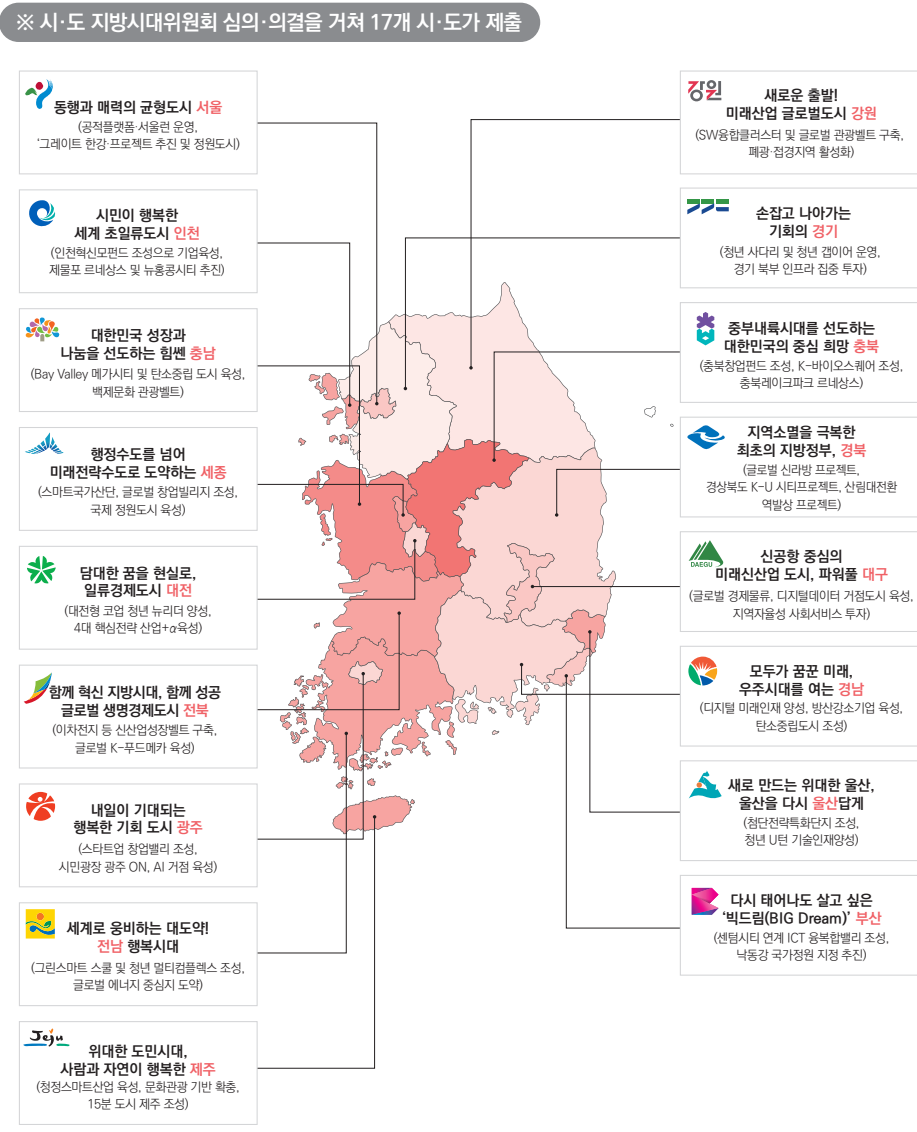 ※ 시·도 지방시대위원회 심의·의결을 거쳐 17개 시·도가 제출
동행과 매력의 균형도시 서울
(공적플랫폼·서울런 운영,
‘그레이트 한강·프로젝트 추진 및 정원도시)
시민이 행복한
세계 초일류도시 인천
(인천혁신모펀드 조성으로 기업육성,
제물포 르네상스 및 뉴홍콩시티 추진)
대한민국 성장과
나눔을 선도하는 힘쎈 충남
(Bay Valley 메가시티 및 탄소중립 도시 육성,
백제문화 관광벨트)
행정수도를 넘어
미래전략수도로 도약하는 세종
(스마트국가산단, 글로벌 창업빌리지 조성,
국제 정원도시 육성)
담대한 꿈을 현실로,
일류경제도시 대전
(대전형 코업 청년 뉴리더 양성,
4대 핵심전략 산업+α육성)
함께 혁신 지방시대, 함께 성공
글로벌 생명경제도시 전북
(이차전지 등 신산업성장벨트 구축,
글로벌 K-푸드메카 육성)
내일이 기대되는
행복한 기회 도시 광주
(스타트업 창업밸리 조성,
시민광장 광주 ON, AI 거점 육성)
세계로 웅비하는 대도약!
전남 행복시대
(그린스마트 스쿨 및 청년 멀티컴플렉스 조성,
글로벌 에너지 중심지 도약)
Jeju
위대한 도민시대,
사람과 자연이 행복한 제주
(청정스마트산업 육성, 문화관광 기반 확충,
15분 도시 제주 조성)
강원
새로운 출발!
미래산업 글로벌도시 강원
(SW융합클러스터 및 글로벌 관광벨트 구축,
폐광·접경지역 활성화)
손잡고 나아가는
기회의 경기
(청년 사다리 및 청년 갭이어 운영,
경기 북부 인프라 집중 투자)
중부내륙시대를 선도하는
대한민국의 중심 희망 충북
(충북창업펀드 조성, K-바이오스퀘어 조성,
충북레이크파크 르네상스)
지역소멸을 극복한
최초의 지방정부, 경북
(글로벌 신라방 프로젝트,
경상북도 K-U 시티프로젝트, 산림대전환
역발상 프로젝트)
DAEGU
신공항 중심의
미래신산업 도시, 파워풀 대구
(글로벌 경제물류, 디지털데이터 거점도시 육성,
지역자율성 사회서비스 투자)
모두가 꿈꾼 미래,
우주시대를 여는 경남
(디지털 미래인재 양성, 방산강소기업 육성,
탄소중립도시 조성)
새로 만드는 위대한 울산,
울산을 다시 울산답게
(첨단전략특화단지 조성,
청년 U턴 기술인재양성)
다시 태어나도 살고 싶은
‘빅드림(BIG Dream)’ 부산
(센텀시티 연계 ICT 융복합밸리 조성,
낙동강 국가정원 지정 추진)